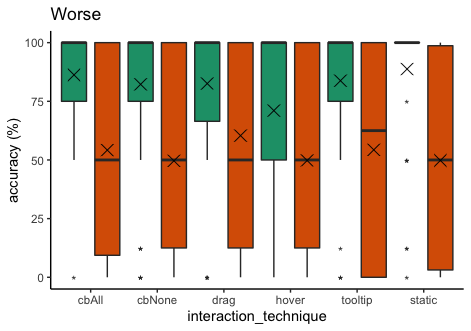 Worse
accuracy (%)
100
75
50
25
0
cbAll cbNone drag hover tooltip static
interaction_technique